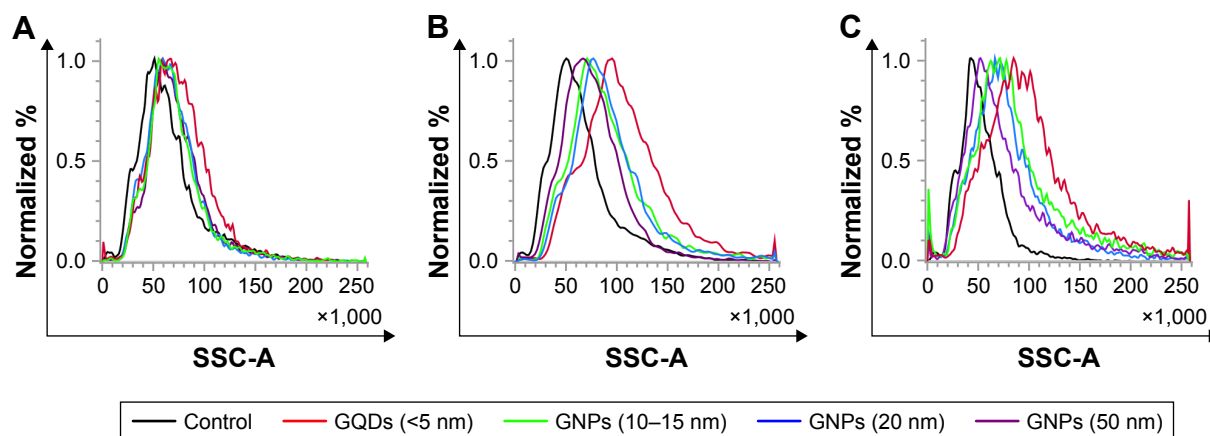 A
B
C
Normalized %
1.0
0.5
0.0
0 50 100 150 200 250
×1,000
SSC-A
Normalized %
1.0
0.5
0.0
0 50 100 150 200 250
×1,000
SSC-A
Normalized %
1.0
0.5
0.0
0 50 100 150 200 250
×1,000
SSC-A
Control GQDs (<5 nm) GNPs (10–15 nm) GNPs (20 nm) GNPs (50 nm)